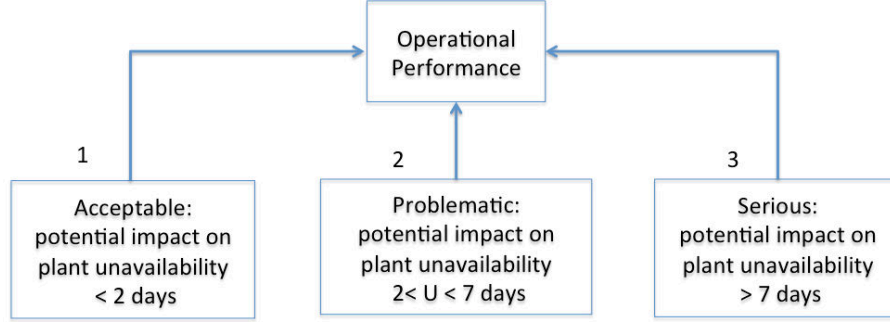 Operational
Performance
1
2
3
Acceptable:
potential impact on
plant unavailability
< 2 days
Problematic:
potential impact on
plant unavailability
2< U < 7 days
Serious:
potential impact on
plant unavailability
> 7 days